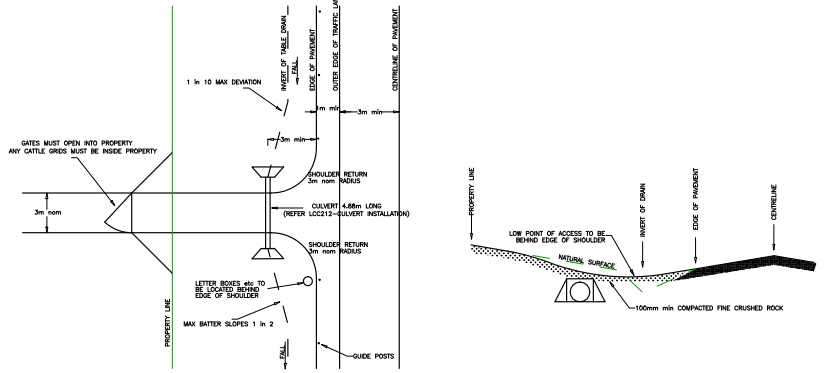 INVERT OF TABLE DRAIN
FALL
EDGE OF PAVEMENT
OUTER EDGE OF TRAFFIC LA
CENTRELINE OF PAVEMENT
1 in 10 MAX DEVIATION
1m min
3m min
3m min
GATES MUST OPEN INTO PROPERTY
ANY CATTLE GRIDS MUST BE INSIDE PROPERTY
SHOULDER RETURN
3m nom RADIUS
3m nom
CULVERT 4.88m LONG
(REFER LCC212-CULVERT INSTALLATION)
SHOULDER RETURN
3m nom RADIUS
LETTER BOXES etc TO
BE LOCATED BEHIND
EDGE OF SHOULDER
MAX BATTER SLOPES 1 in 2
PROPERTY LINE
FALL
GUIDE POSTS
PROPERTY LINE
INVERT OF DRAIN
EDGE OF PAVEMENT
CENTRELINE
LOW POINT OF ACCESS TO BE
BEHIND EDGE OF SHOULDER
NATURAL SURFACE
100mm min COMPACTED FINE CRUSHED ROCK